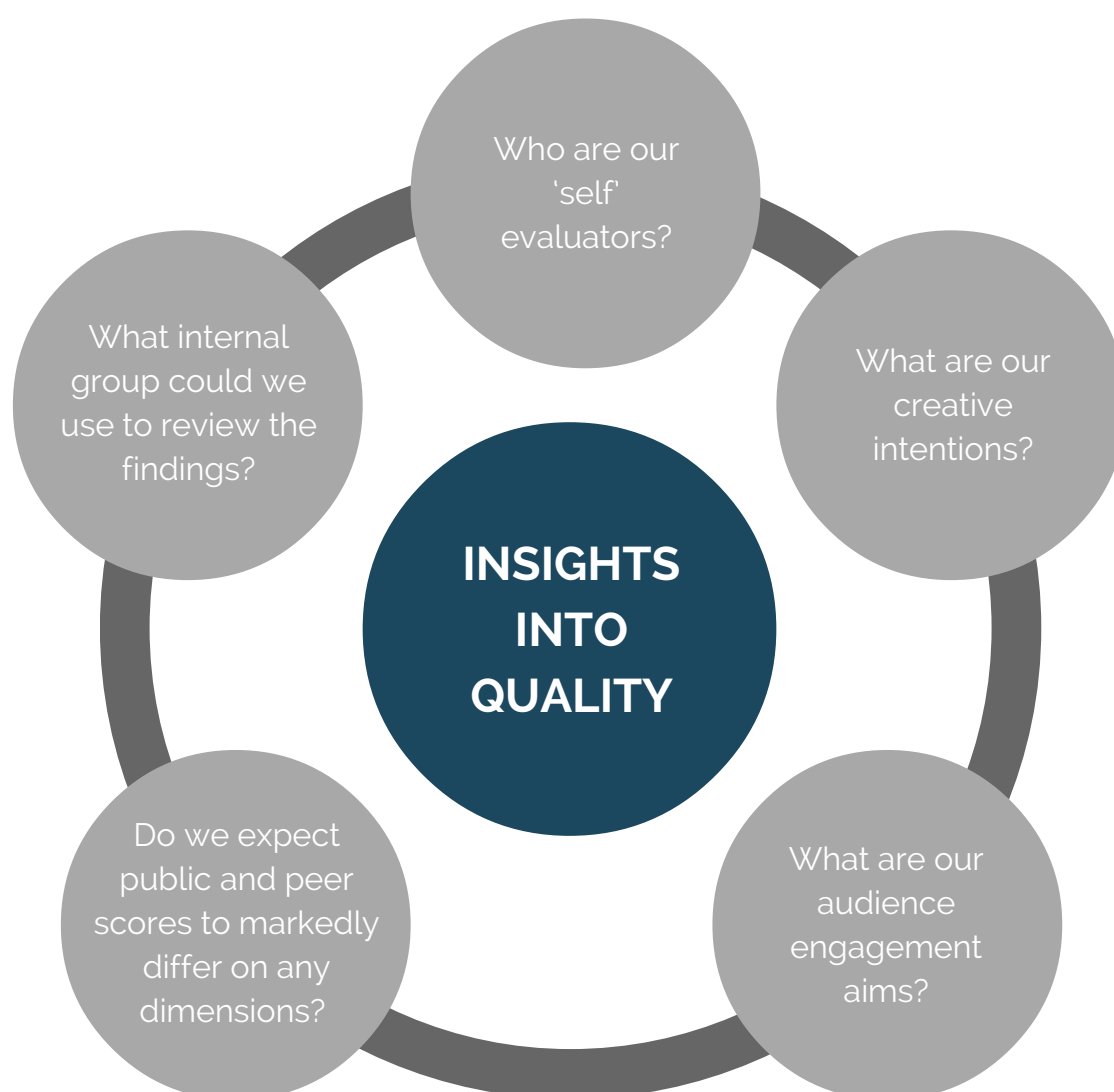 Who are our
‘self’
evaluators?
What are our
creative
intentions?
What are our
audience
engagement
aims?
Do we expect
public and peer
scores to markedly
differ on any
dimensions?
What internal
group could we
use to review the
findings?
INSIGHTS
INTO
QUALITY